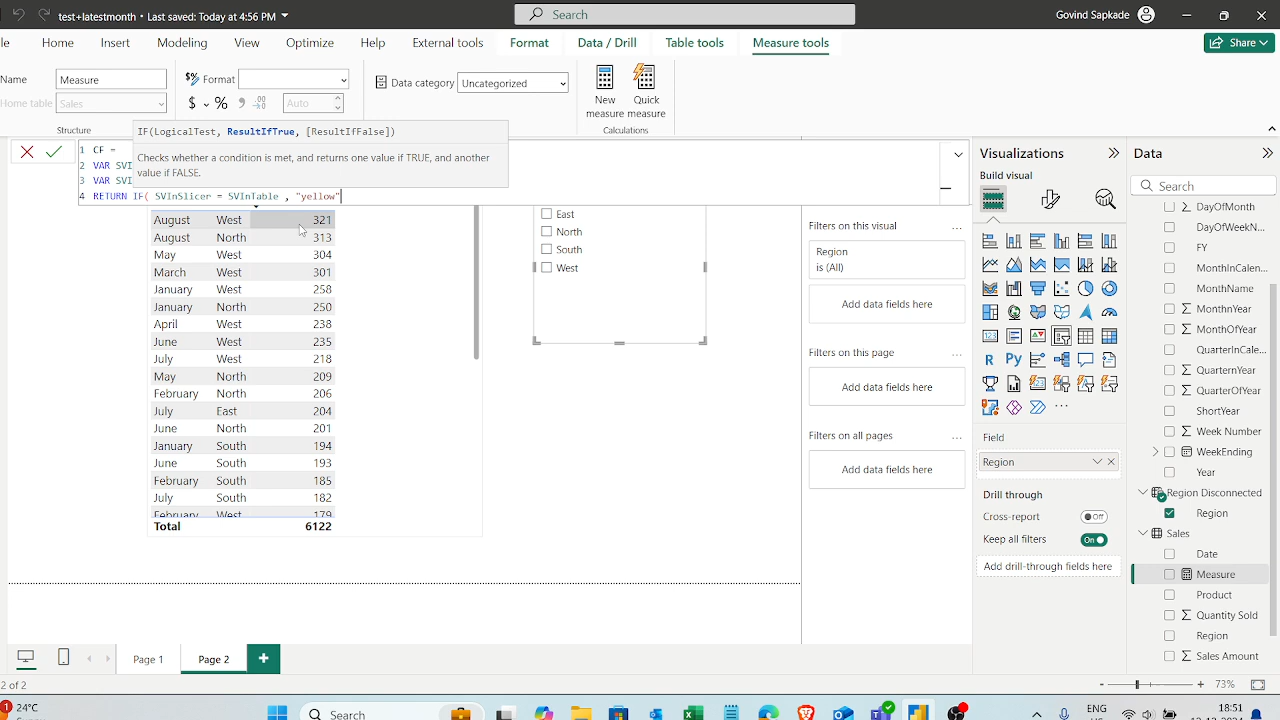 test • Last saved: Today at 4:56 PM
Search
Govind Sapkade
le Home Insert Modeling View Optimize Help External tools Format Data / Drill Table tools Measure tools
Share
Name Measure
Format
Data category Uncategorized
New measure
Quick measure
Home table Sales
$ % Auto
Structure
Calculations
IF(LogicalTest, ResultIfTrue, [ResultIfFalse])
Checks whether a condition is met, and returns one value if TRUE, and another
value if FALSE.
1 CF =
2 VAR SVI
3 VAR SVI
4 RETURN IF( SVInSlicer = SVInTable , "yellow"
August West 321
August North 313
May West 304
March West 301
January West 258
January North 250
April West 238
June West 235
July West 218
May North 209
February North 206
July East 204
June North 201
January South 194
June South 193
February South 185
July South 182
February West 179
Total 6122
East
North
South
West
Filters on this visual ...
Region
is (All)
Add data fields here
Filters on this page ...
Add data fields here
Filters on all pages ...
Add data fields here
Visualizations
Build visual
R Py
...
Field
Region
Drill through
Cross-report Off
Keep all filters On
Add drill-through fields here
Data
Search
DayOfMonth
DayOfWeekN...
FY
MonthInCalen...
MonthName
MonthnYear
MonthOfYear
QuarterInCale...
QuarternYear
QuarterOfYear
ShortYear
Week Number
WeekEnding
Year
Region Disconnected
Region
Sales
Date
Measure
Product
Quantity Sold
Region
Sales Amount
Page 1
Page 2
2 of 2
73%
24°C
Search
ENG
18:51